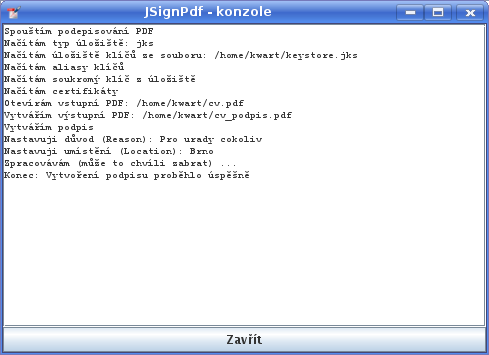 JSignPdf - konzole
Spouštím podepisování PDF
Načítám typ úložiště: jks
Načítám úložiště klíčů ze souboru: /home/kwart/keystore.jks
Načítám aliasy klíčů
Načítám soukromý klíč z úložiště
Načítám certifikáty
Otevírám vstupní PDF: /home/kwart/cv.pdf
Vytvářím výstupní PDF: /home/kwart/cv_podpis.pdf
Vytvářím podpis
Nastavuji důvod (Reason): Pro urady cokoliv
Nastavuji umístění (Location): Brno
Zpracovávám (může to chvíli zabrat) ...
Konec: Vytvoření podpisu proběhlo úspěšně
Zavřít